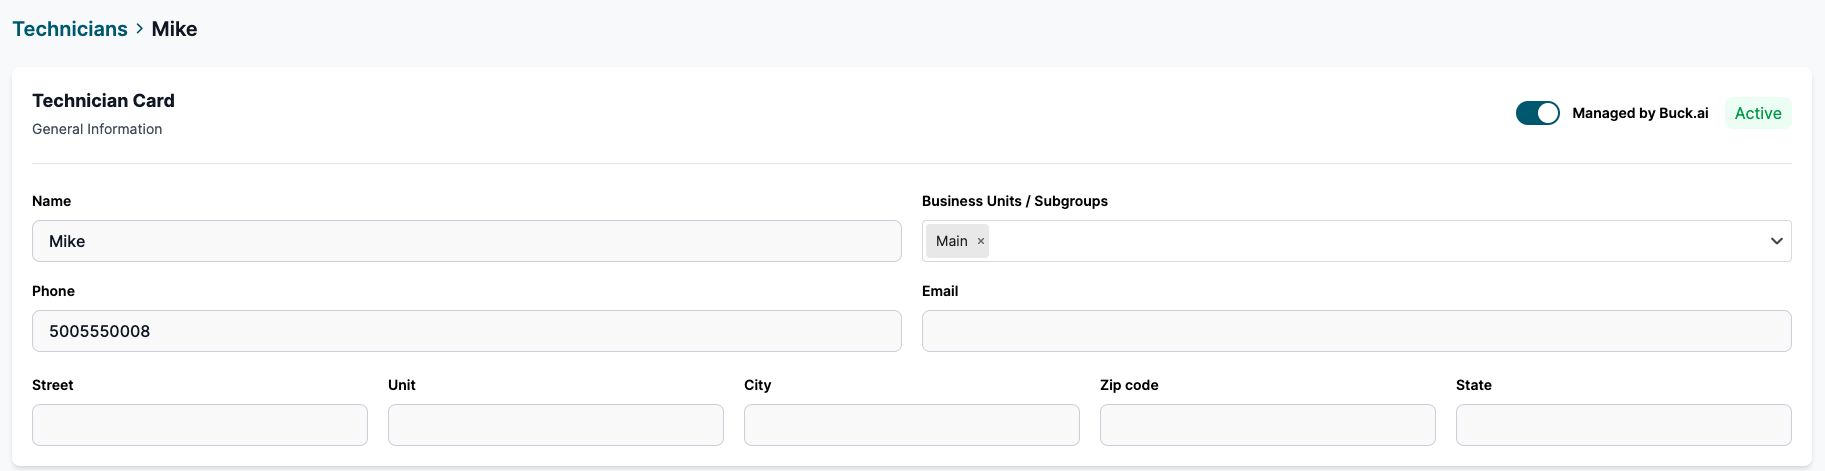 Technicians > Mike
Technician Card
General Information
Managed by Buck.ai
Active
Name
Mike
Business Units / Subgroups
Main ×
Phone
5005550008
Email
Street
Unit
City
Zip code
State